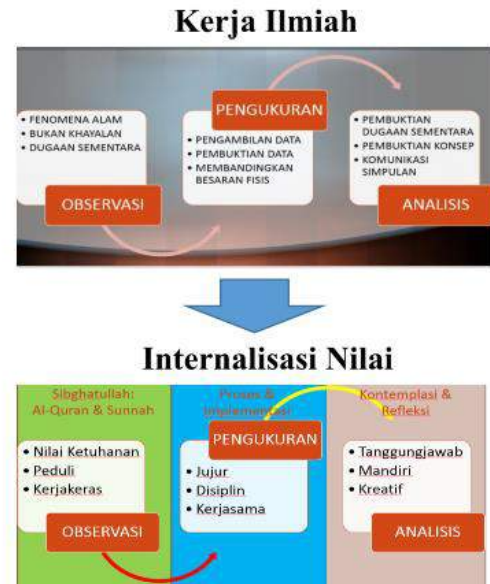 Kerja Ilmiah
• FENOMENA ALAM
• BUKAN KHAYALAN
• DUGAAN SEMENTARA
OBSERVASI
PENGUKURAN
• PENGAMBILAN DATA
• PEMBUKTIAN DATA
• MEMBANDINGKAN
BESARAN FISIS
• PEMBUKTIAN
DUGAAN SEMENTARA
• PEMBUKTIAN KONSEP
• KOMUNIKASI
SIMPULAN
ANALISIS
Internalisasi Nilai
Sibghatullah:
Al-Quran & Sunnah
• Nilai Ketuhanan
• Peduli
• Kerjakeras
OBSERVASI
Proses &
Implementasi
PENGUKURAN
• Jujur
• Disiplin
• Kerjasama
Kontemplasi &
Refleksi
• Tanggungjawab
• Mandiri
• Kreatif
ANALISIS